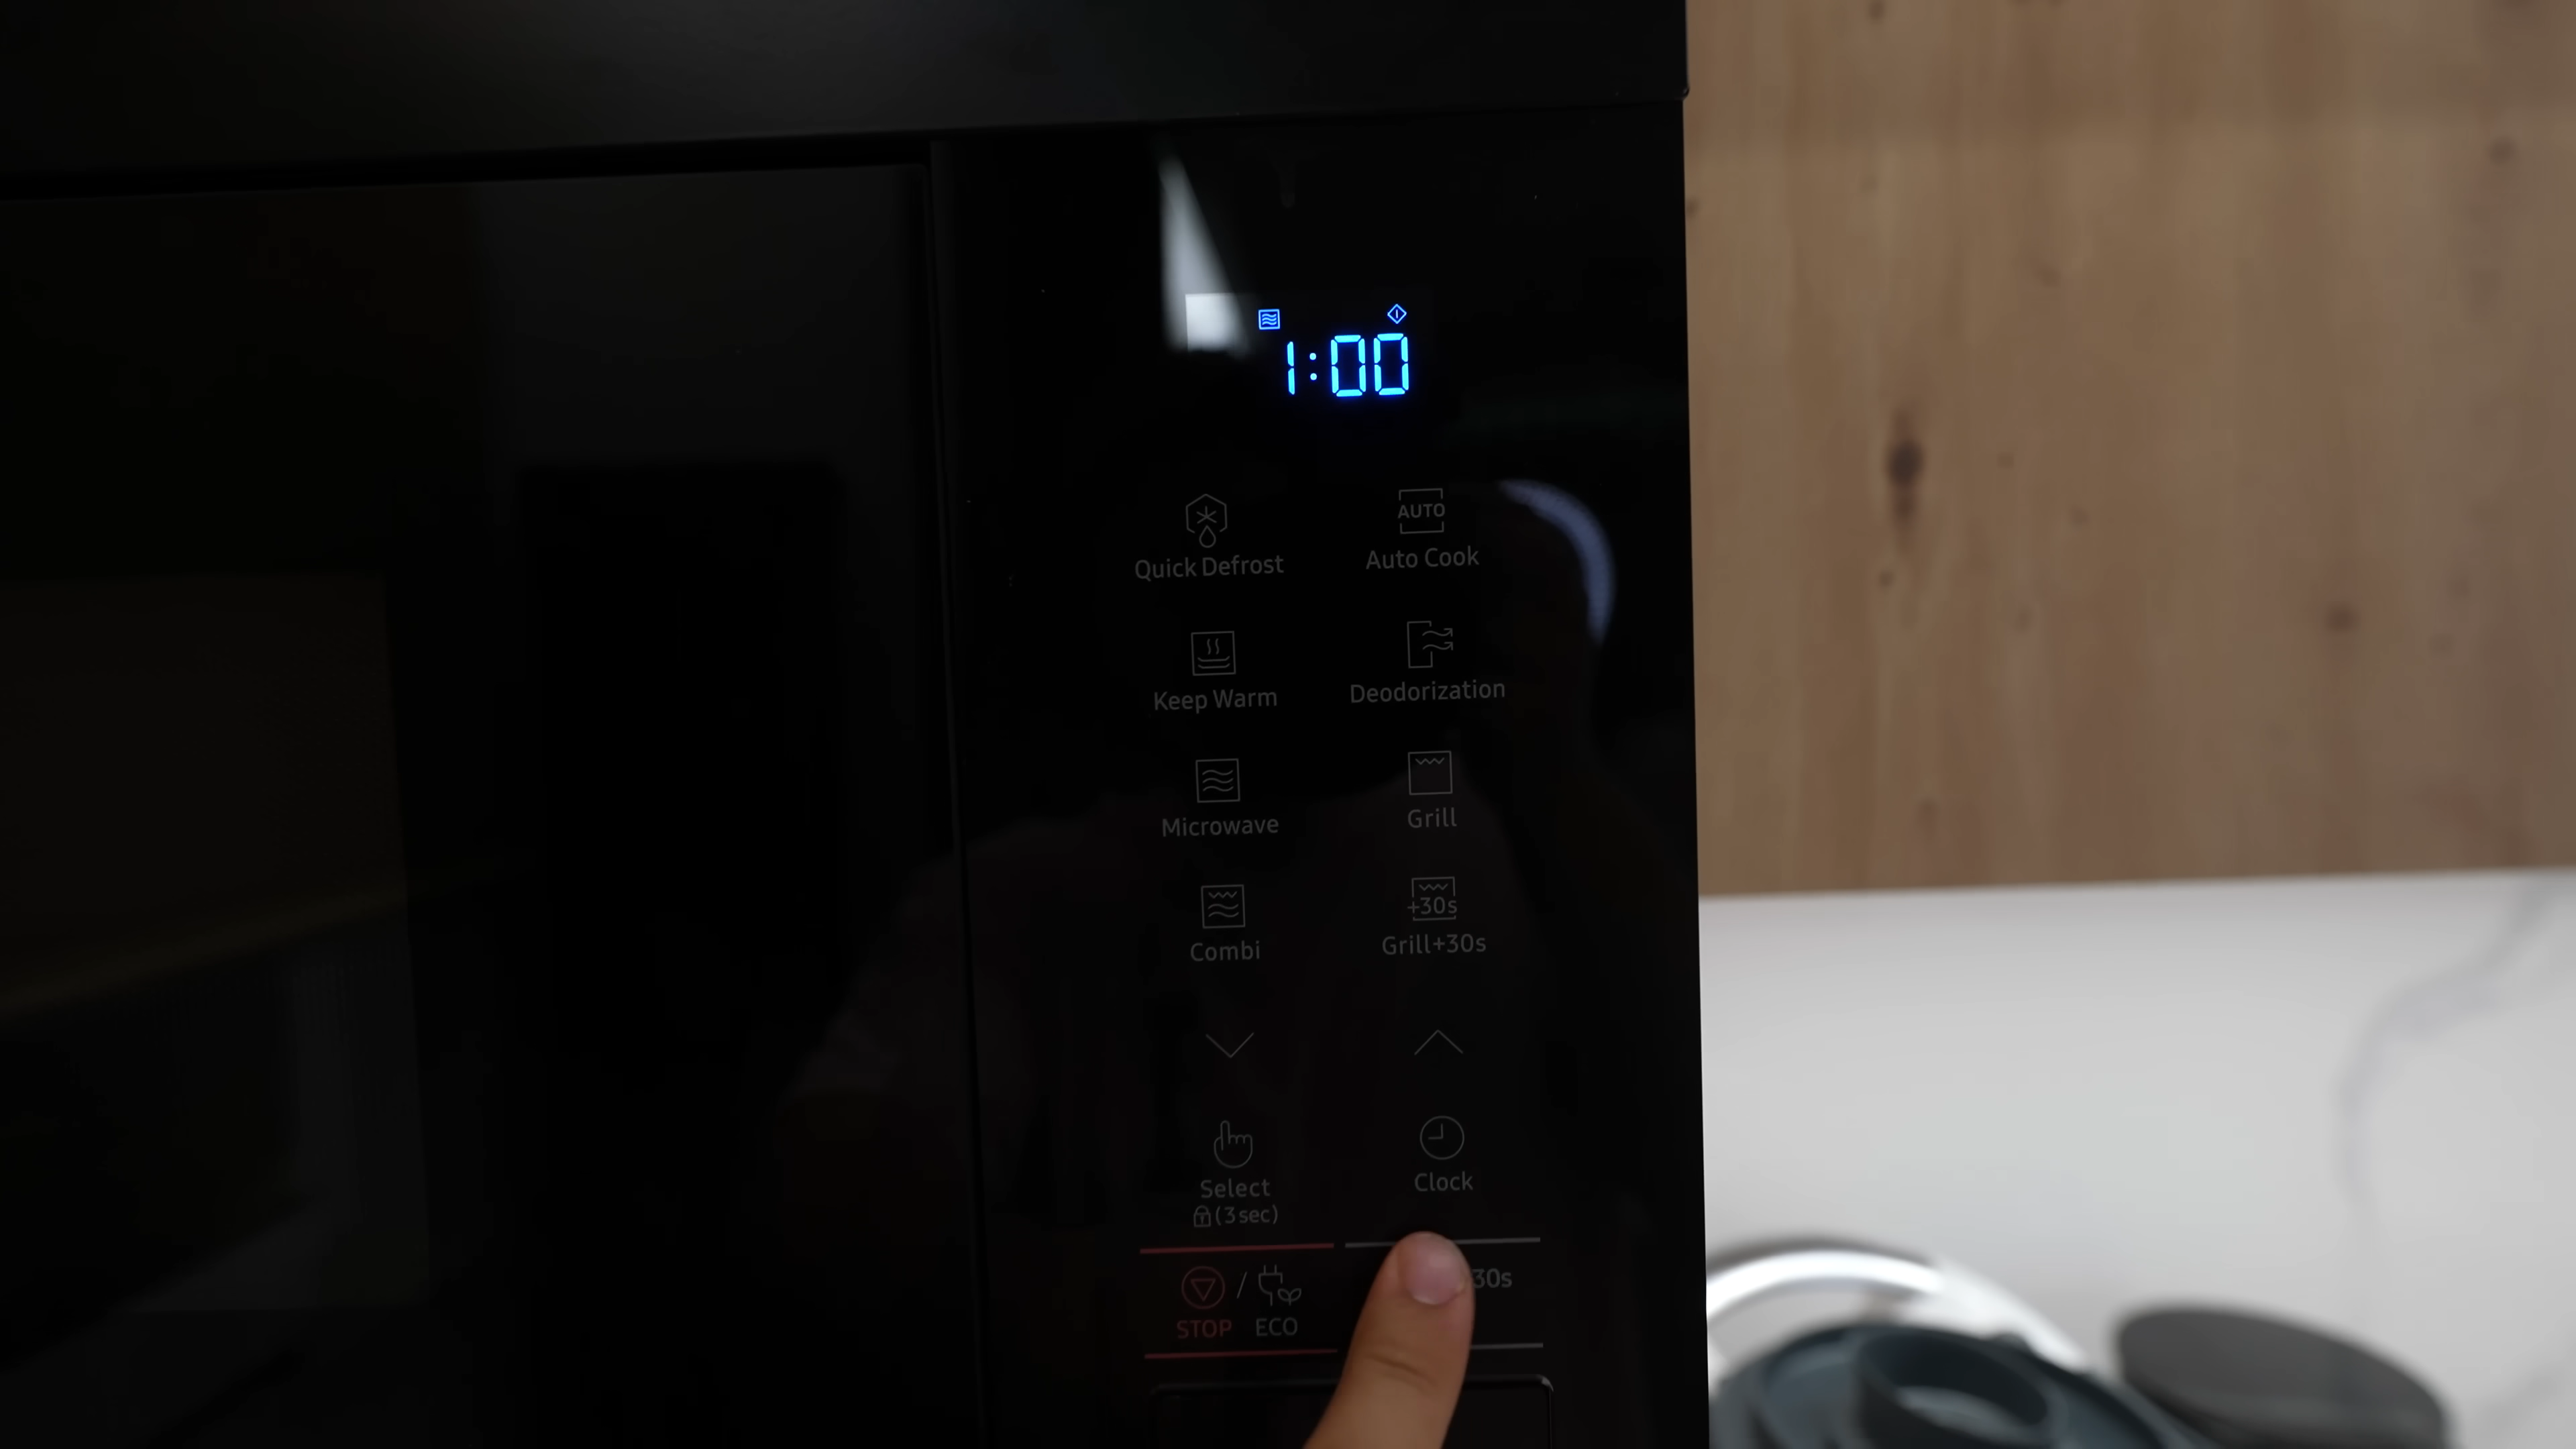 1:00
AUTO
Quick Defrost
Auto Cook
Keep Warm
Deodorization
Microwave
Grill
+30s
Combi
Grill+30s
Select
Clock
(3 sec)
30s
STOP
ECO